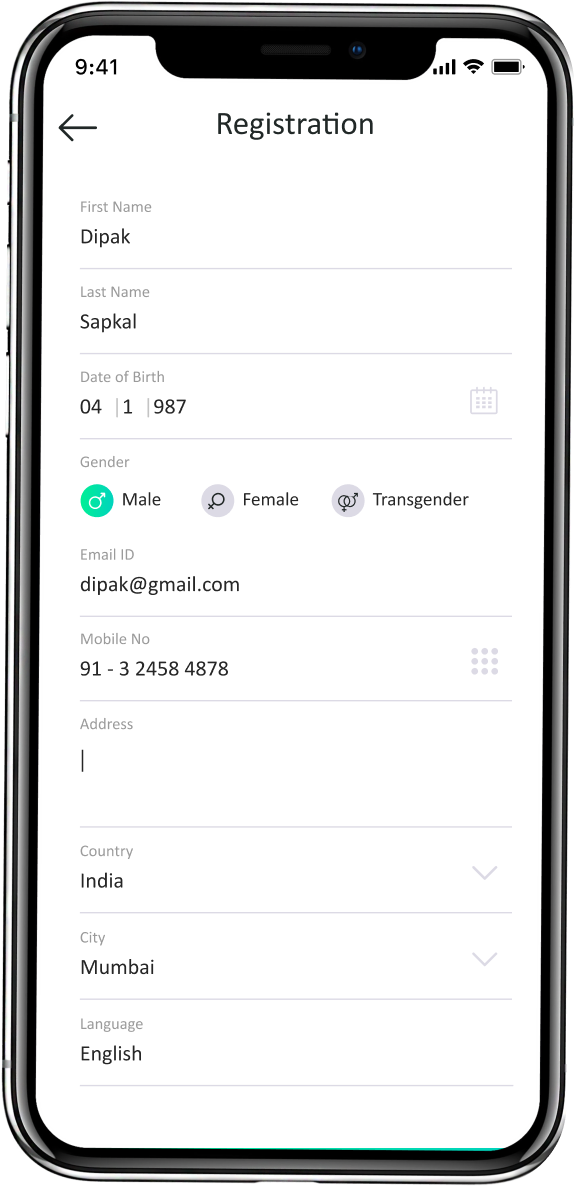 9:41
Registration
First Name
Dipak
Last Name
Sapkal
Date of Birth
04 |1 |987
Gender
Male Female Transgender
Email ID
dipak@gmail.com
Mobile No
91 - 3 2458 4878
Address
Country
India
City
Mumbai
Language
English